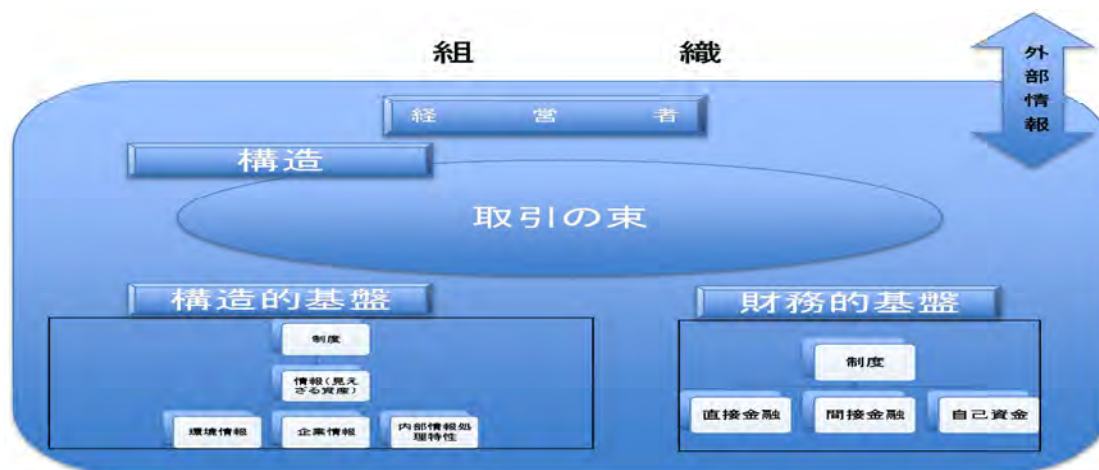 組織
外部情報
経営者
構造
取引の束
構造的基盤
財務的基盤
制度
情報(見え
ざる資産)
環境情報
企業情報
内部情報処
理特性
制度
直接金融
間接金融
自己資金